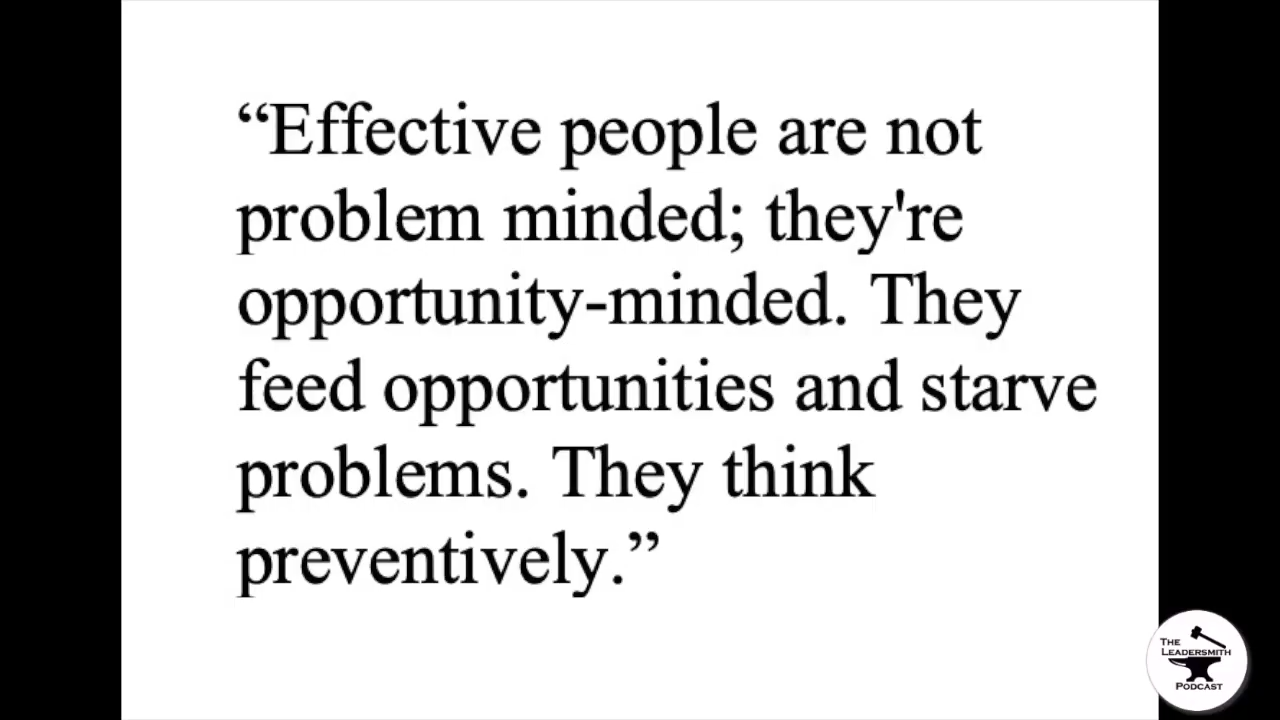 “Effective people are not
problem minded; they're
opportunity-minded. They
feed opportunities and starve
problems. They think
preventively.”
THE
LEADERSMITH
PODCAST